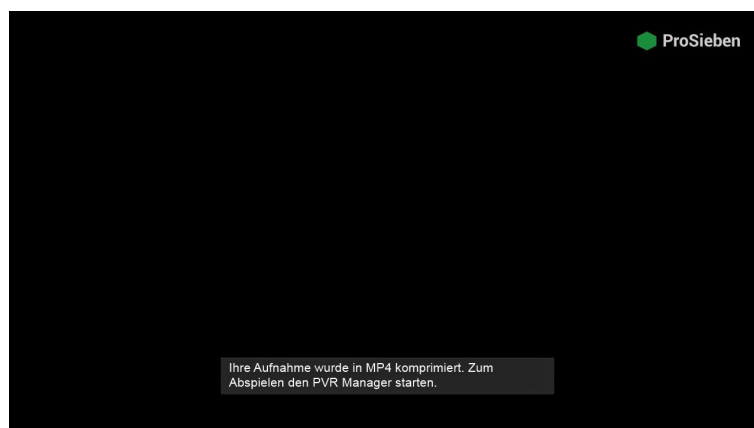 ProSieben
Ihre Aufnahme wurde in MP4 komprimiert. Zum
Abspielen den PVR Manager starten.